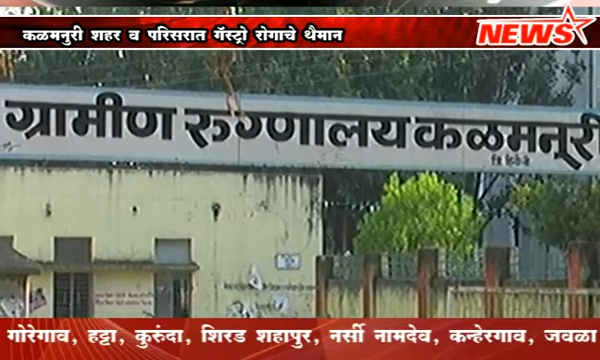 कळमनुरी शहर व परिसरात गॅस्ट्रो रोगाचे थैमान
NEWS
ग्रामीण रुग्णालय कळमनूरी
गोरेगाव, हट्टा, कुरुंदा, शिरड शहापुर, नर्सी नामदेव, कन्हेरगाव, जवळा